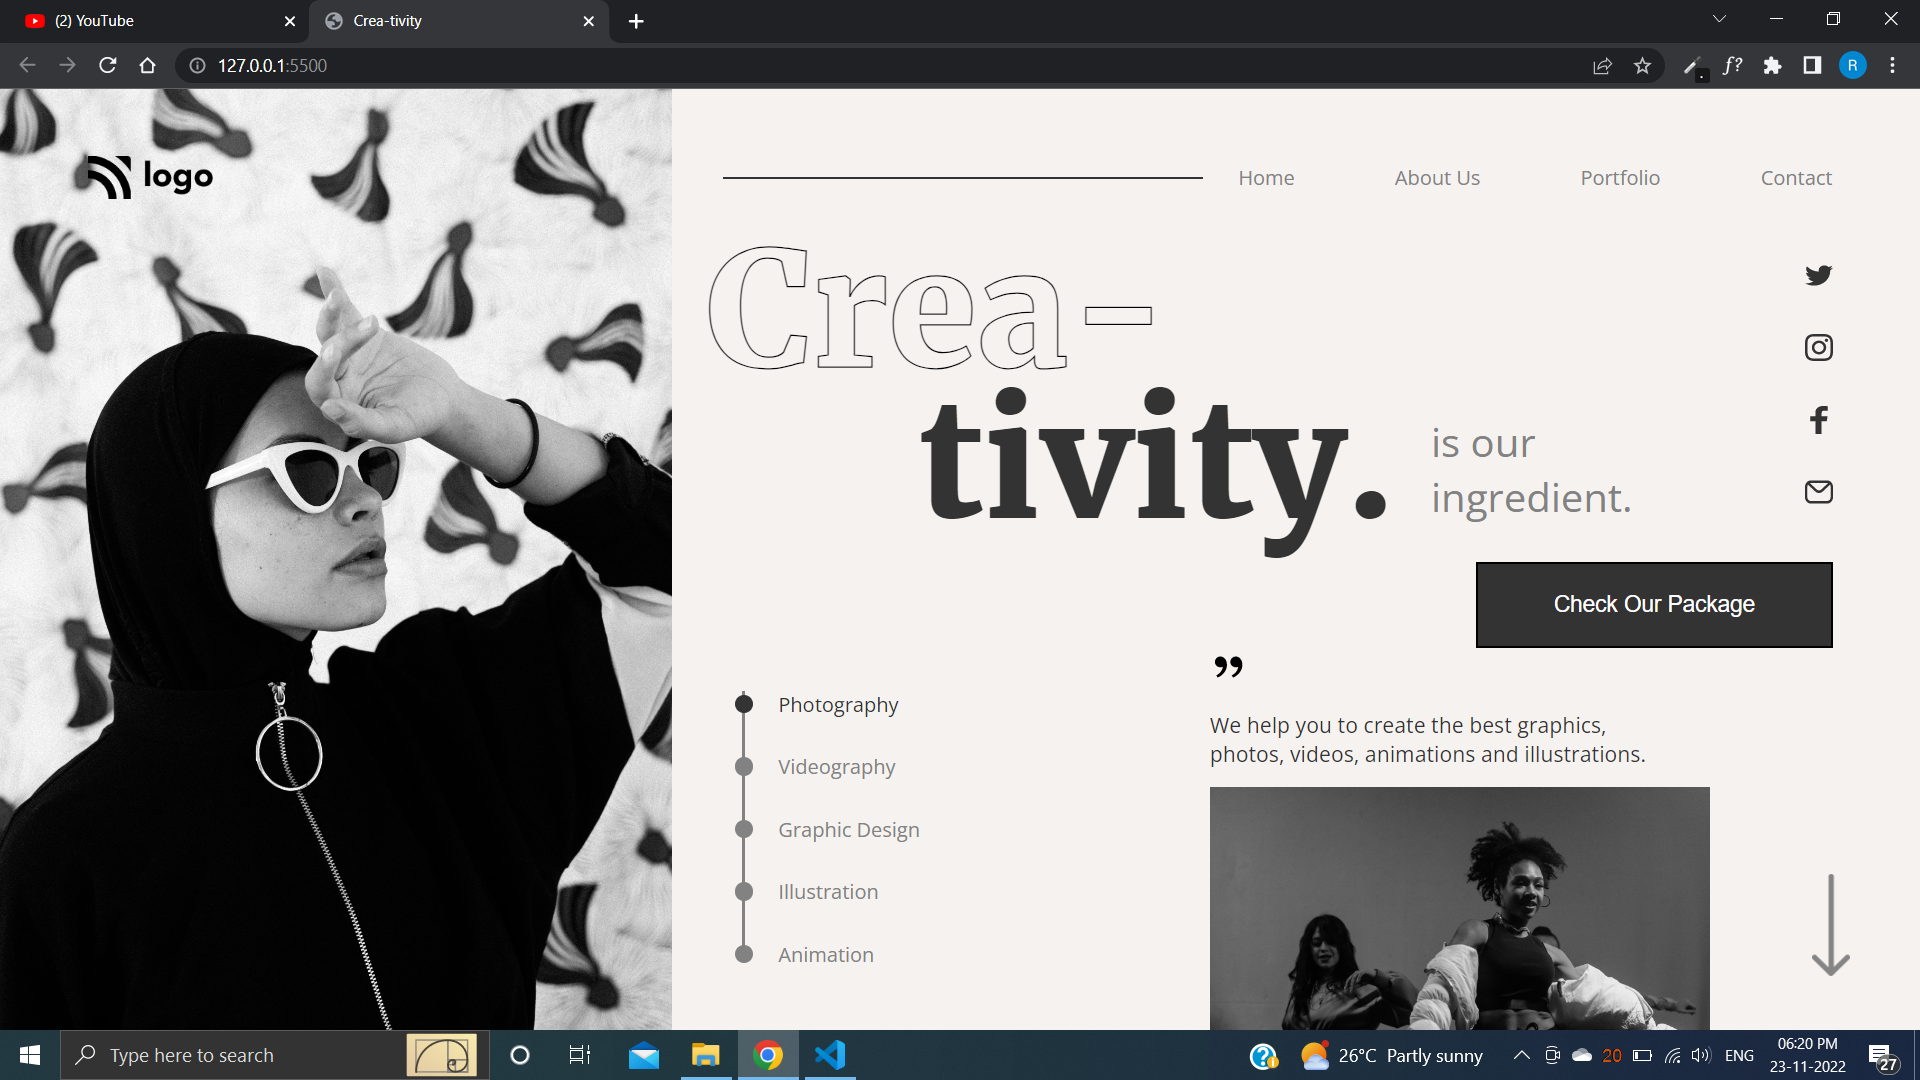 (2) YouTube
Crea-tivity
127.0.0.1:5500
f?
R
logo
Home
About Us
Portfolio
Contact
Crea-
tivity.
is our
ingredient.
Check Our Package
”
We help you to create the best graphics,
photos, videos, animations and illustrations.
Photography
Videography
Graphic Design
Illustration
Animation
Type here to search
26°C Partly sunny
20
ENG
06:20 PM
23-11-2022
27